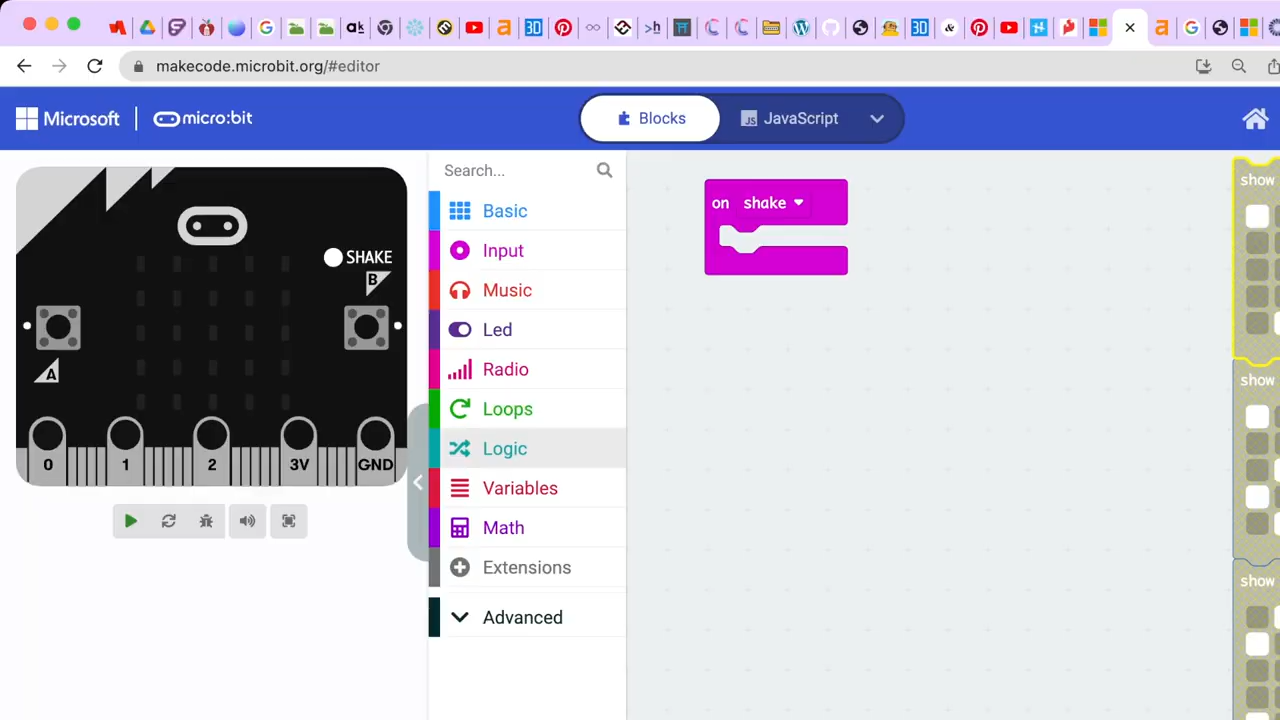 makecode.microbit.org/#editor
Microsoft
micro:bit
Blocks
JS
JavaScript
SHAKE
B
A
0 1 2 3V GND
Search...
Basic
Input
Music
Led
Radio
Loops
Logic
Variables
Math
Extensions
Advanced
on shake
show
show
show